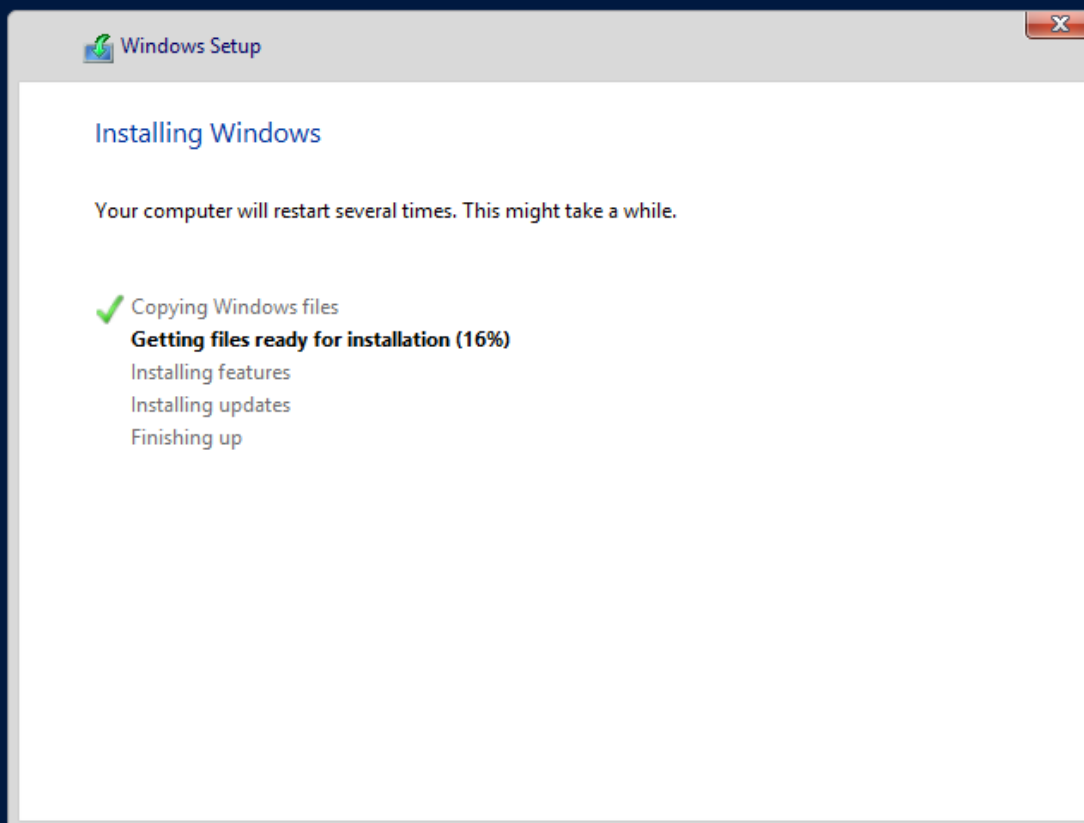 Windows Setup
Installing Windows
Your computer will restart several times. This might take a while.
Copying Windows files
Getting files ready for installation (16%)
Installing features
Installing updates
Finishing up